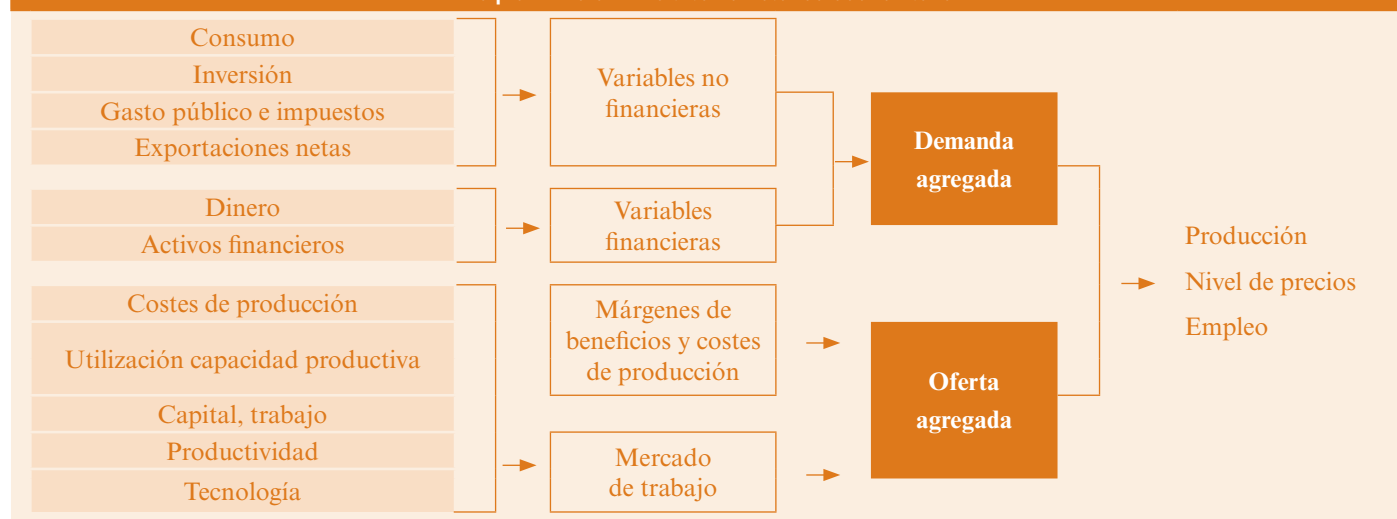 Consumo
Inversión
Gasto público e impuestos
Exportaciones netas
Variables no
financieras
Dinero
Activos financieros
Variables
financieras
Demanda
agregada
Costes de producción
Utilización capacidad productiva
Capital, trabajo
Productividad
Tecnología
Márgenes de
beneficios y costes
de producción
Mercado
de trabajo
Oferta
agregada
Producción
Nivel de precios
Empleo